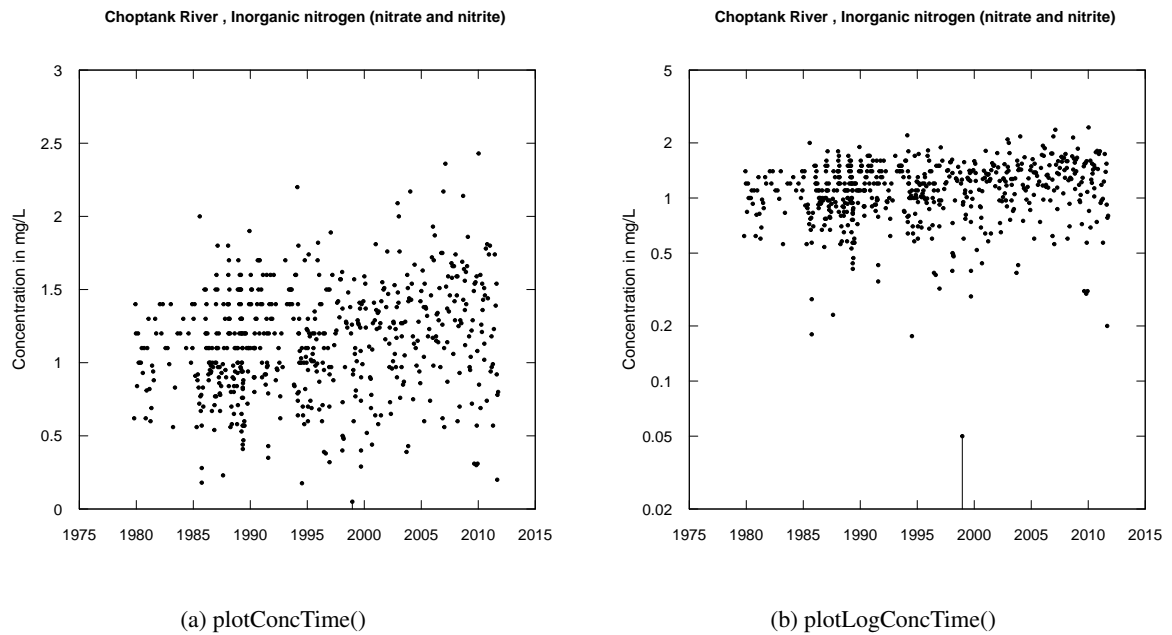 Choptank River , Inorganic nitrogen (nitrate and nitrite)
3
2.5
2
1.5
1
0.5
0
Concentration in mg/L
1975 1980 1985 1990 1995 2000 2005 2010 2015
(a) plotConcTime()
Choptank River , Inorganic nitrogen (nitrate and nitrite)
5
2
1
0.5
0.2
0.1
0.05
0.02
Concentration in mg/L
1975 1980 1985 1990 1995 2000 2005 2010 2015
(b) plotLogConcTime()